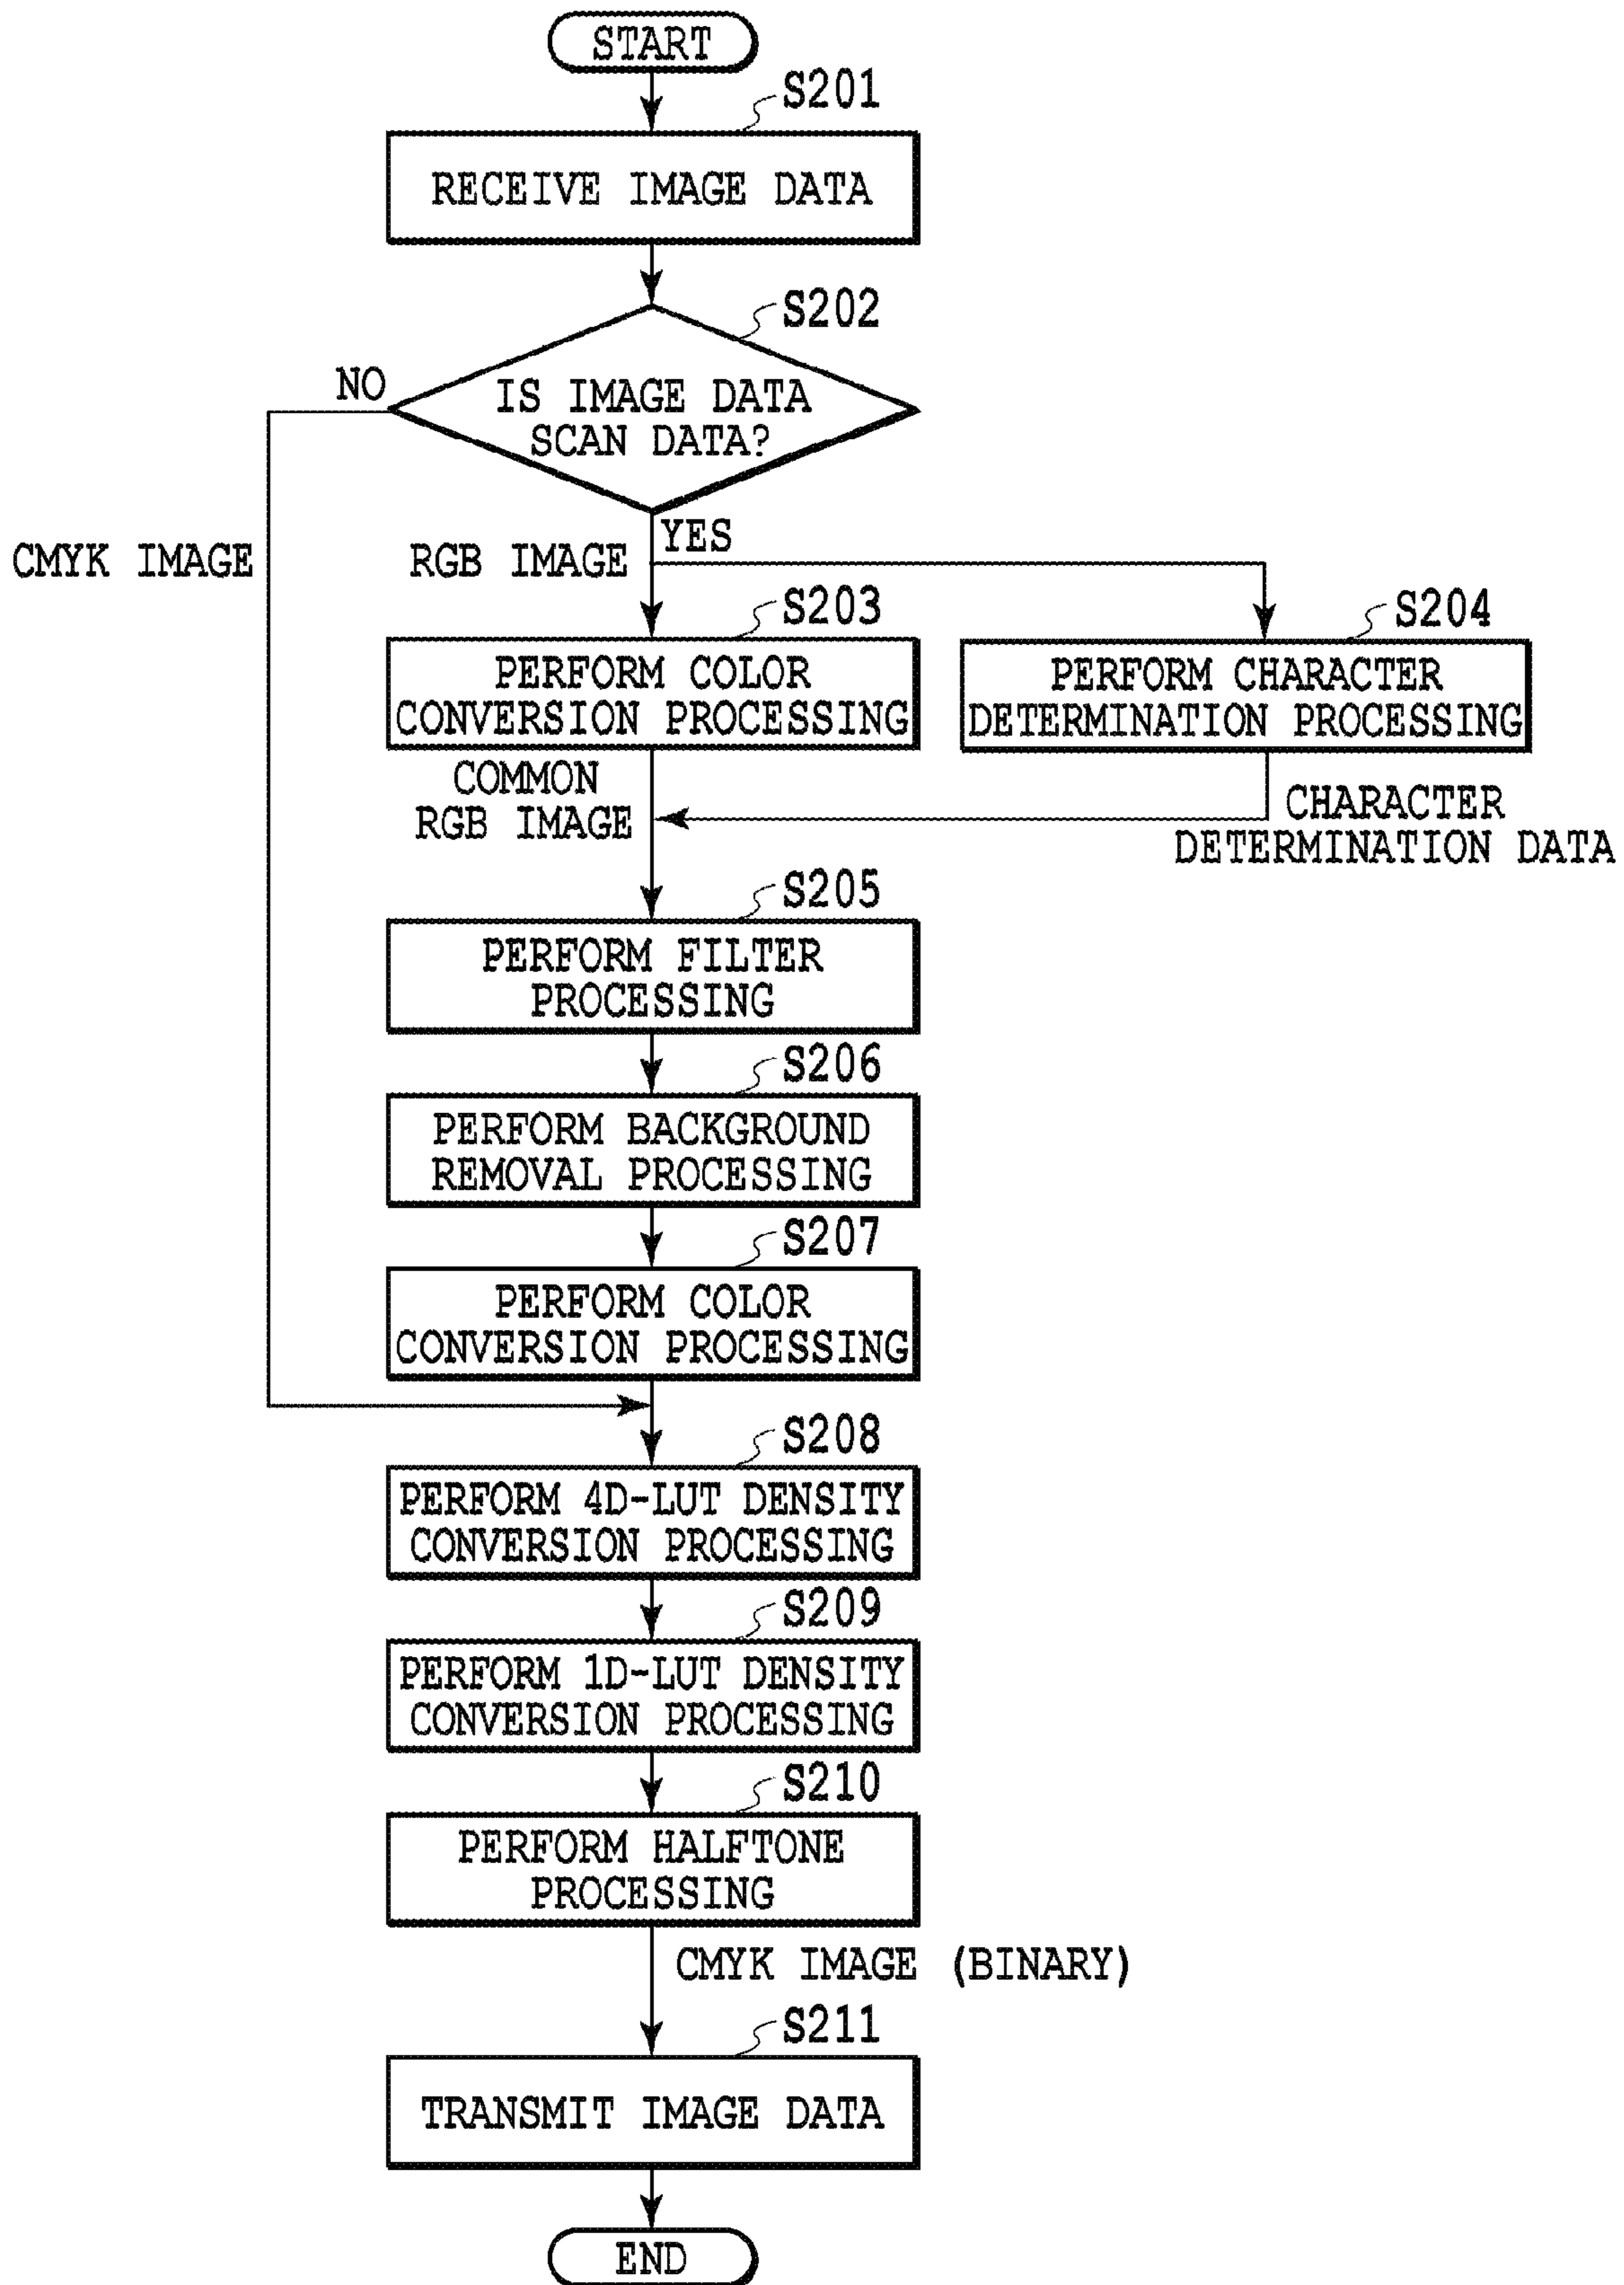 START
S201
RECEIVE IMAGE DATA
S202
NO
IS IMAGE DATA
SCAN DATA?
YES
CMYK IMAGE
RGB IMAGE
S203
S204
PERFORM COLOR
CONVERSION PROCESSING
PERFORM CHARACTER
DETERMINATION PROCESSING
COMMON
RGB IMAGE
CHARACTER
DETERMINATION DATA
S205
PERFORM FILTER
PROCESSING
S206
PERFORM BACKGROUND
REMOVAL PROCESSING
S207
PERFORM COLOR
CONVERSION PROCESSING
S208
PERFORM 4D-LUT DENSITY
CONVERSION PROCESSING
S209
PERFORM 1D-LUT DENSITY
CONVERSION PROCESSING
S210
PERFORM HALFTONE
PROCESSING
CMYK IMAGE (BINARY)
S211
TRANSMIT IMAGE DATA
END